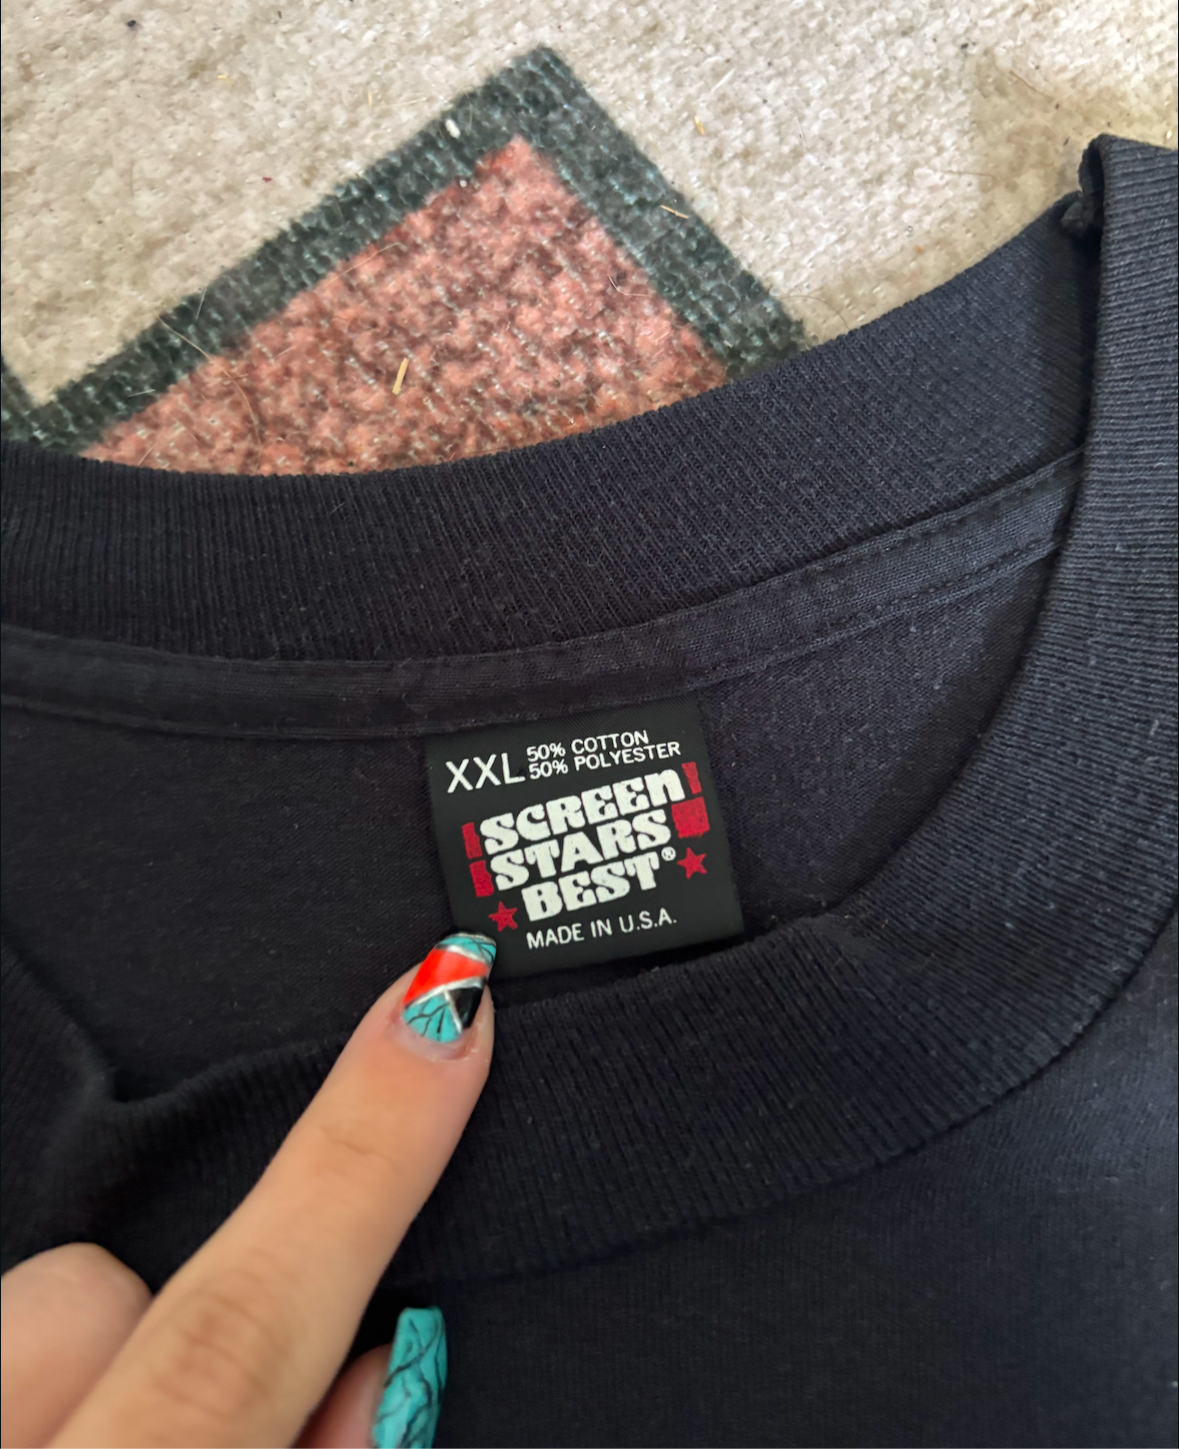 XXL 50% COTTON
50% POLYESTER
SCREEN
STARS
BEST®
MADE IN U.S.A.